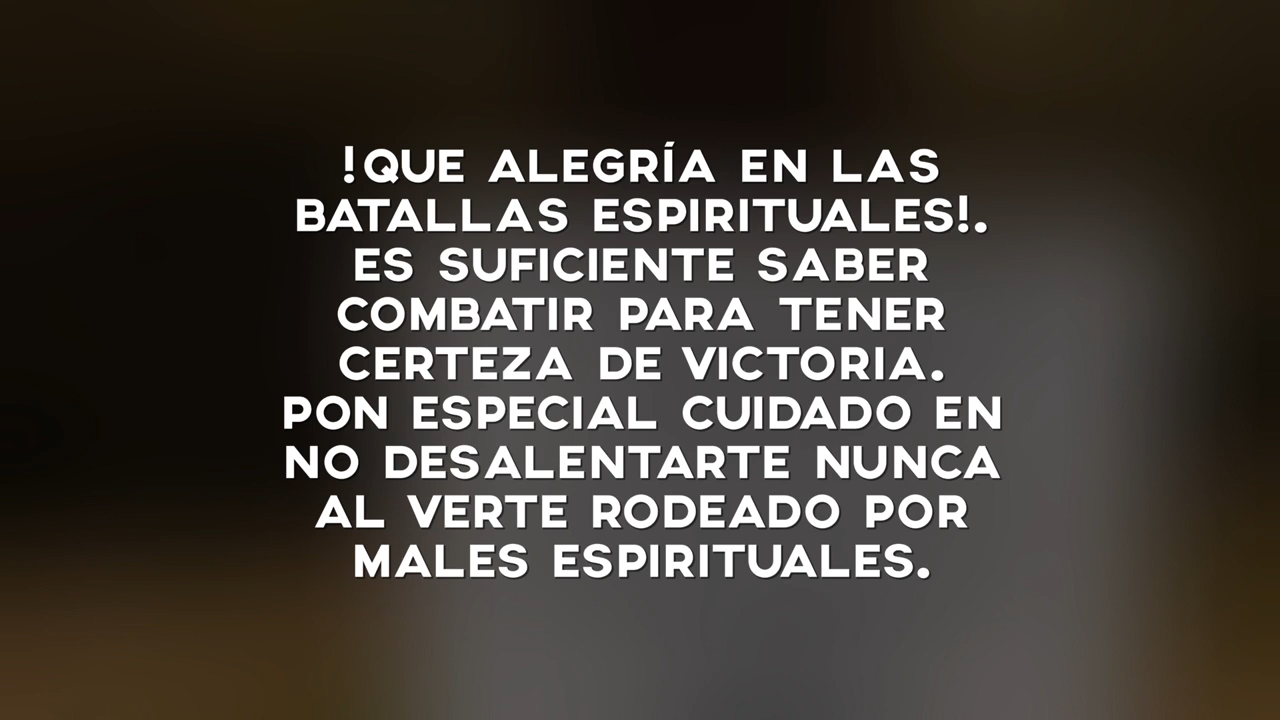 !QUE ALEGRÍA EN LAS
BATALLAS ESPIRITUALES!.
ES SUFICIENTE SABER
COMBATIR PARA TENER
CERTEZA DE VICTORIA.
PON ESPECIAL CUIDADO EN
NO DESALENTARTE NUNCA
AL VERTE RODEADO POR
MALES ESPIRITUALES.